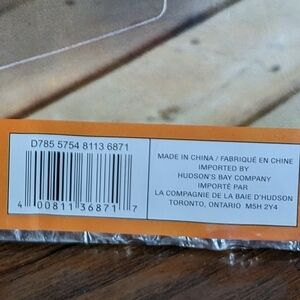 D785 5754 8113 6871
4 00811 36871 7
MADE IN CHINA / FABRIQUÉ EN CHINE
IMPORTED BY
HUDSON'S BAY COMPANY
IMPORTÉ PAR
LA COMPAGNIE DE LA BAIE D'HUDSON
TORONTO, ONTARIO M5H 2Y4